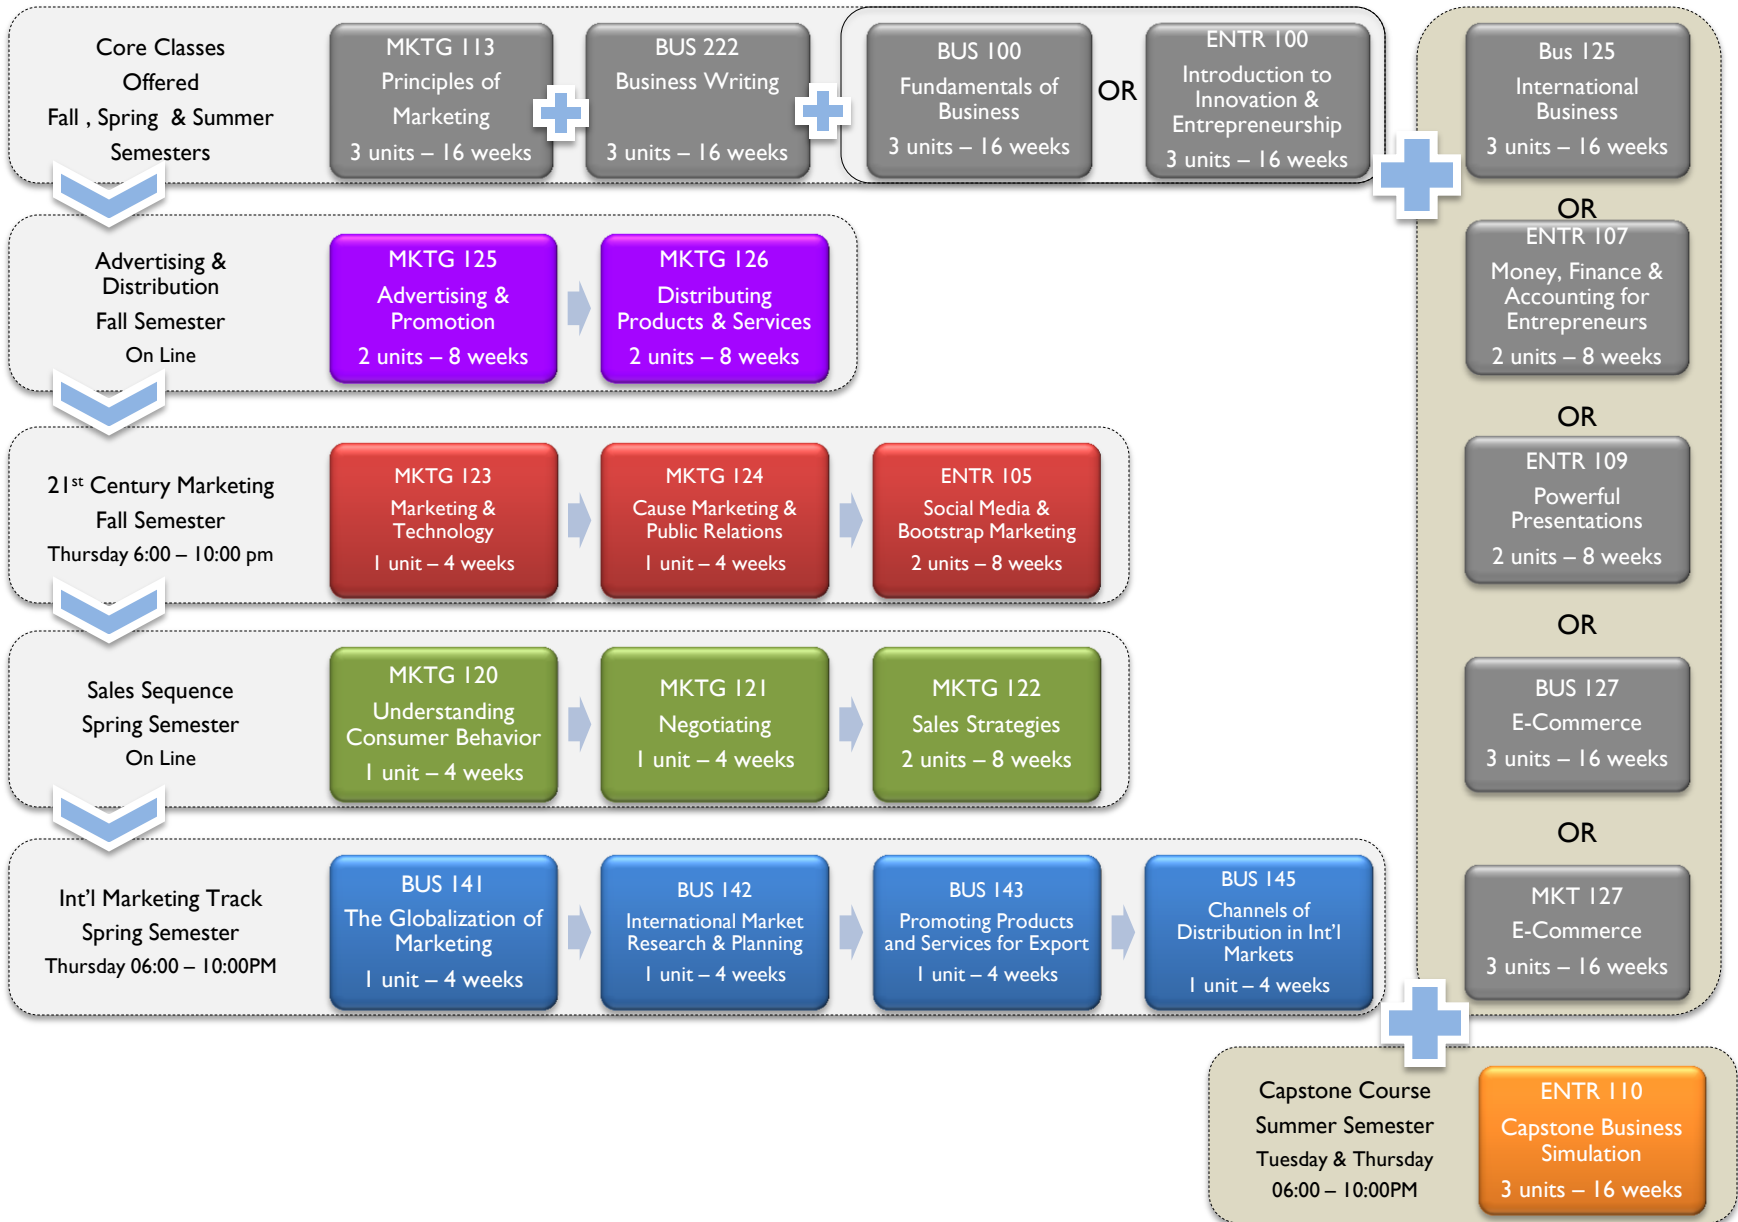 Core Classes
Offered
Fall , Spring & Summer
Semesters
MKTG 113
Principles of
Marketing
3 units – 16 weeks
BUS 222
Business Writing
3 units – 16 weeks
BUS 100
Fundamentals of
Business
3 units – 16 weeks
OR
ENTR 100
Introduction to
Innovation &
Entrepreneurship
3 units – 16 weeks
Bus 125
International
Business
3 units – 16 weeks
OR
ENTR 107
Money, Finance &
Accounting for
Entrepreneurs
2 units – 8 weeks
OR
ENTR 109
Powerful
Presentations
2 units – 8 weeks
OR
BUS 127
E-Commerce
3 units – 16 weeks
OR
MKT 127
E-Commerce
3 units – 16 weeks
Advertising &
Distribution
Fall Semester
On Line
MKTG 125
Advertising &
Promotion
2 units – 8 weeks
MKTG 126
Distributing
Products & Services
2 units – 8 weeks
21st Century Marketing
Fall Semester
Thursday 6:00 – 10:00 pm
MKTG 123
Marketing &
Technology
1 unit – 4 weeks
MKTG 124
Cause Marketing &
Public Relations
1 unit – 4 weeks
ENTR 105
Social Media &
Bootstrap Marketing
2 units – 8 weeks
Sales Sequence
Spring Semester
On Line
MKTG 120
Understanding
Consumer Behavior
1 unit – 4 weeks
MKTG 121
Negotiating
1 unit – 4 weeks
MKTG 122
Sales Strategies
2 units – 8 weeks
Int'l Marketing Track
Spring Semester
Thursday 06:00 – 10:00PM
BUS 141
The Globalization of
Marketing
1 unit – 4 weeks
BUS 142
International Market
Research & Planning
1 unit – 4 weeks
BUS 143
Promoting Products
and Services for Export
1 unit – 4 weeks
BUS 145
Channels of
Distribution in Int'l
Markets
1 unit – 4 weeks
Capstone Course
Summer Semester
Tuesday & Thursday
06:00 – 10:00PM
ENTR 110
Capstone Business
Simulation
3 units – 16 weeks